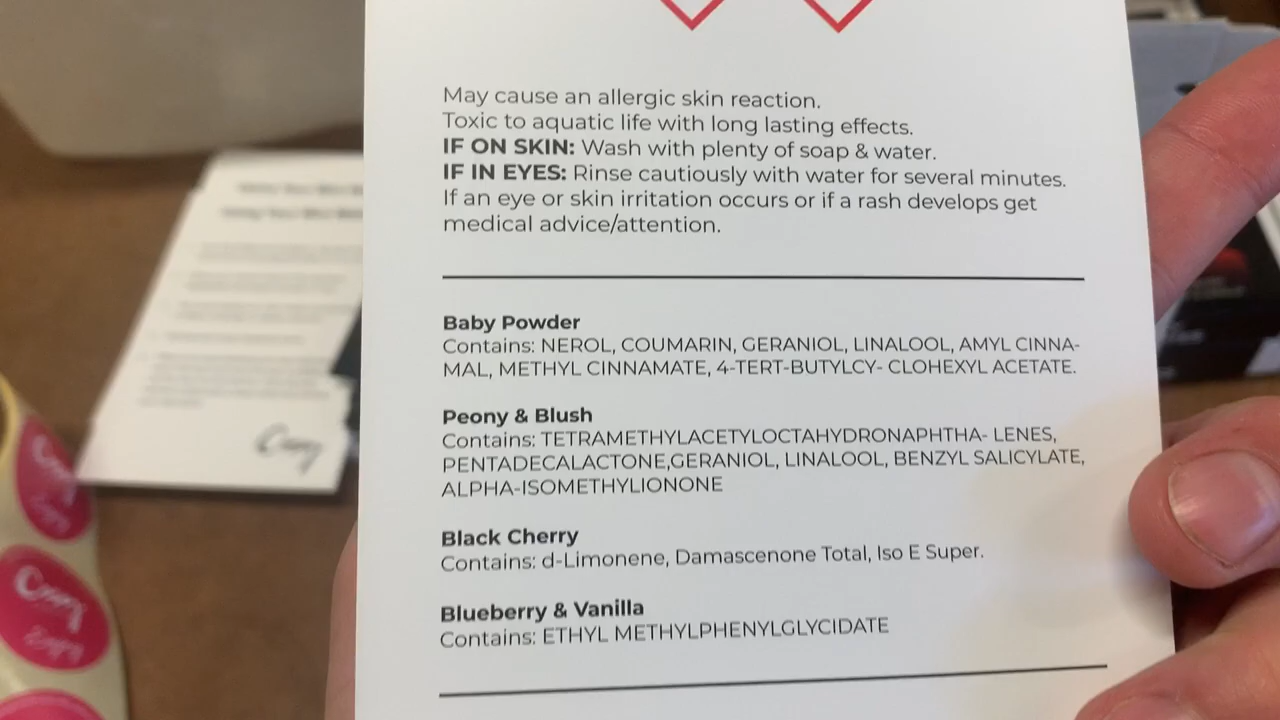 May cause an allergic skin reaction.
Toxic to aquatic life with long lasting effects.
IF ON SKIN: Wash with plenty of soap & water.
IF IN EYES: Rinse cautiously with water for several minutes.
If an eye or skin irritation occurs or if a rash develops get
medical advice/attention.
Baby Powder
Contains: NEROL, COUMARIN, GERANIOL, LINALOOL, AMYL CINNA-
MAL, METHYL CINNAMATE, 4-TERT-BUTYLCY- CLOHEXYL ACETATE.
Peony & Blush
Contains: TETRAMETHYLACETYLOCTAHYDRONAPHTHA- LENES,
PENTADECALACTONE,GERANIOL, LINALOOL, BENZYL SALICYLATE,
ALPHA-ISOMETHYLIONONE
Black Cherry
Contains: d-Limonene, Damascenone Total, Iso E Super.
Blueberry & Vanilla
Contains: ETHYL METHYLPHENYLGLYCIDATE